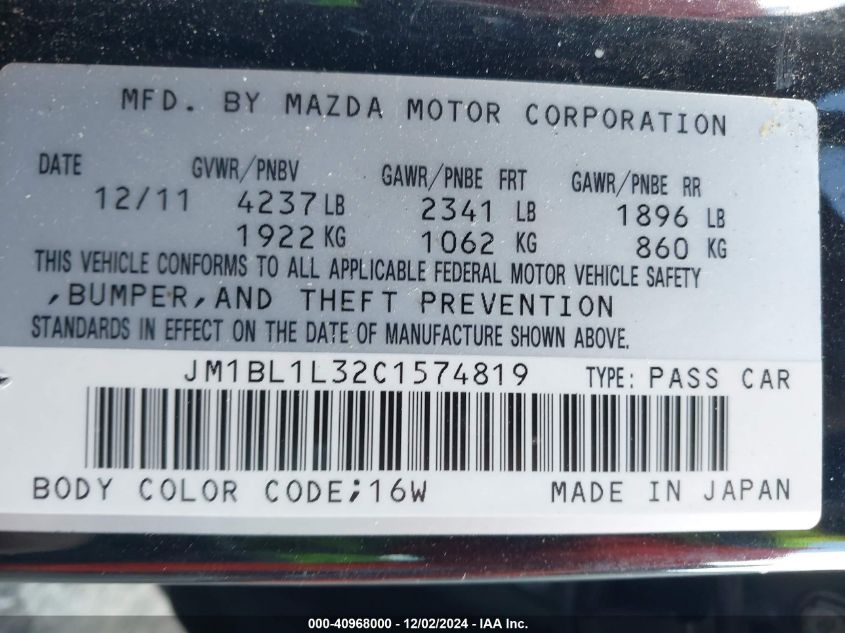 MFD. BY MAZDA MOTOR CORPORATION
DATE GVWR/PNBV GAWR/PNBE FRT GAWR/PNBE RR
12/11 4237 LB 2341 LB 1896 LB
1922 KG 1062 KG 860 KG
THIS VEHICLE CONFORMS TO ALL APPLICABLE FEDERAL MOTOR VEHICLE SAFETY
,BUMPER,AND THEFT PREVENTION
STANDARDS IN EFFECT ON THE DATE OF MANUFACTURE SHOWN ABOVE.
JM1BL1L32C1574819 TYPE: PASS CAR
BODY COLOR CODE;16W MADE IN JAPAN
000-40968000 - 12/02/2024 - IAA Inc.